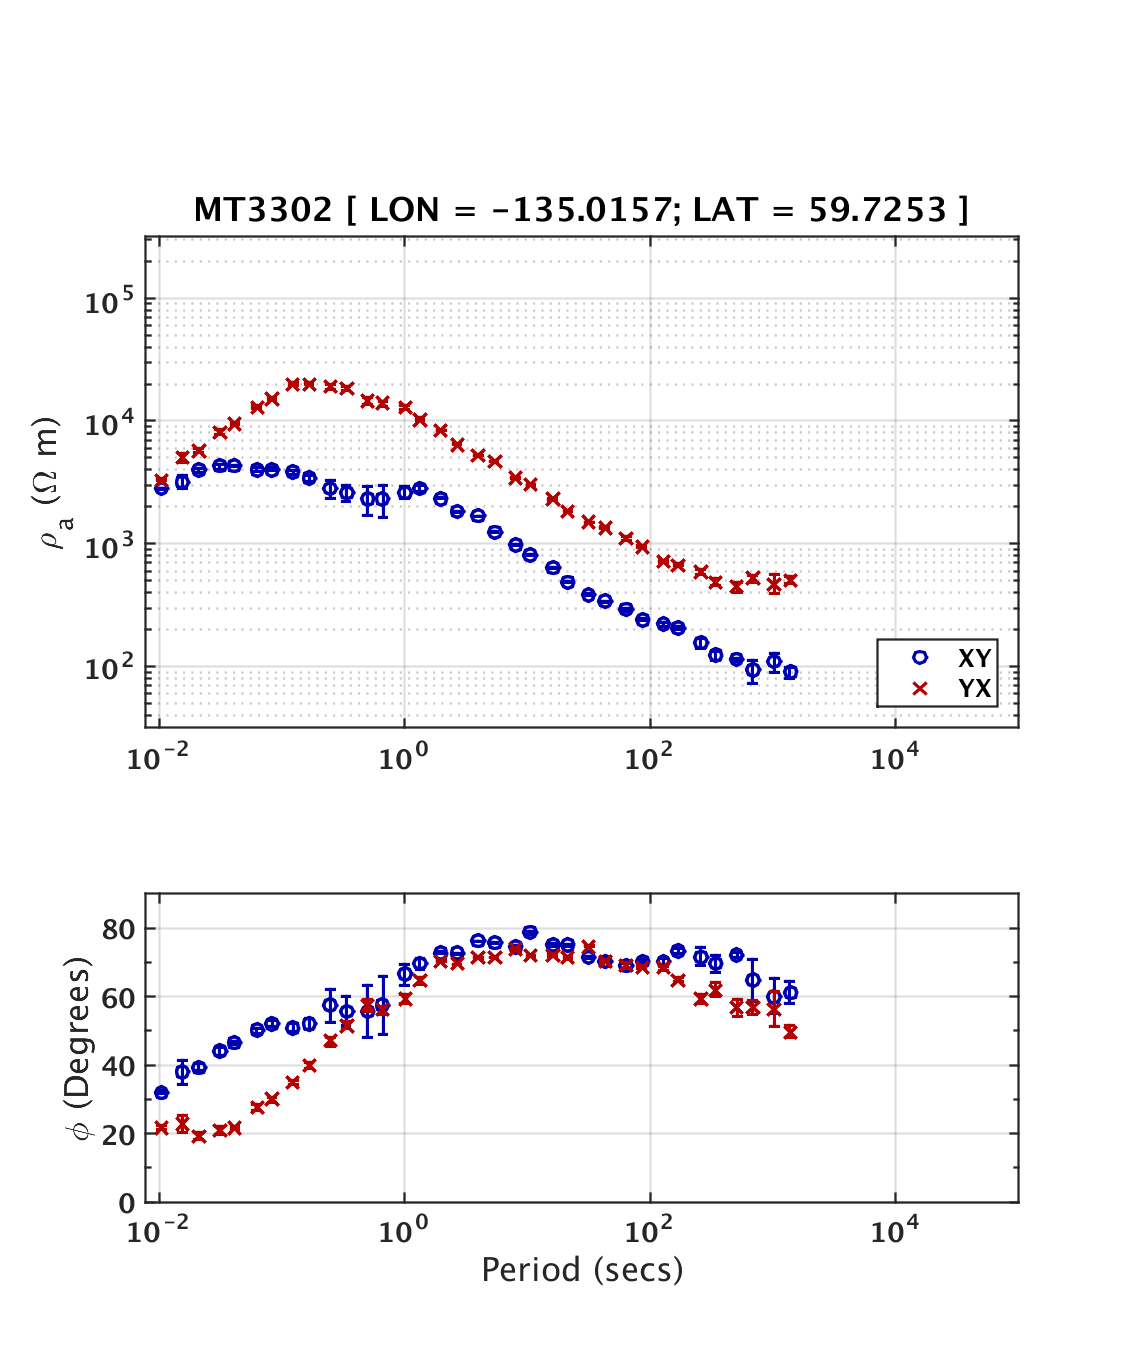 MT3302 [ LON = -135.0157; LAT = 59.7253 ]
10^5
10^4
10^3
10^2
ρ_a (Ω m)
XY
YX
10^-2 10^0 10^2 10^4
80
60
40
20
0
ϕ (Degrees)
10^-2 10^0 10^2 10^4
Period (secs)